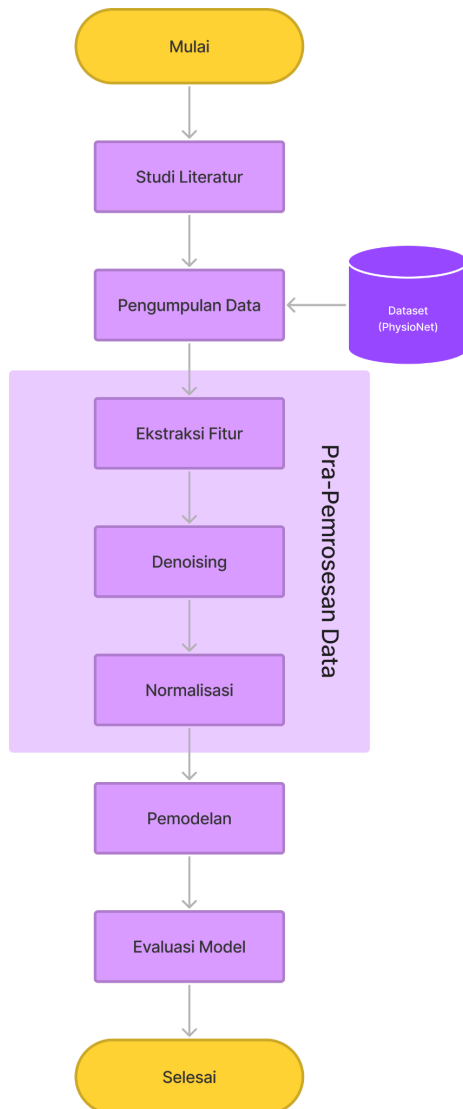 Mulai
Studi Literatur
Pengumpulan Data
Dataset
(PhysioNet)
Ekstraksi Fitur
Denoising
Normalisasi
Pra-Pemrosesan Data
Pemodelan
Evaluasi Model
Selesai